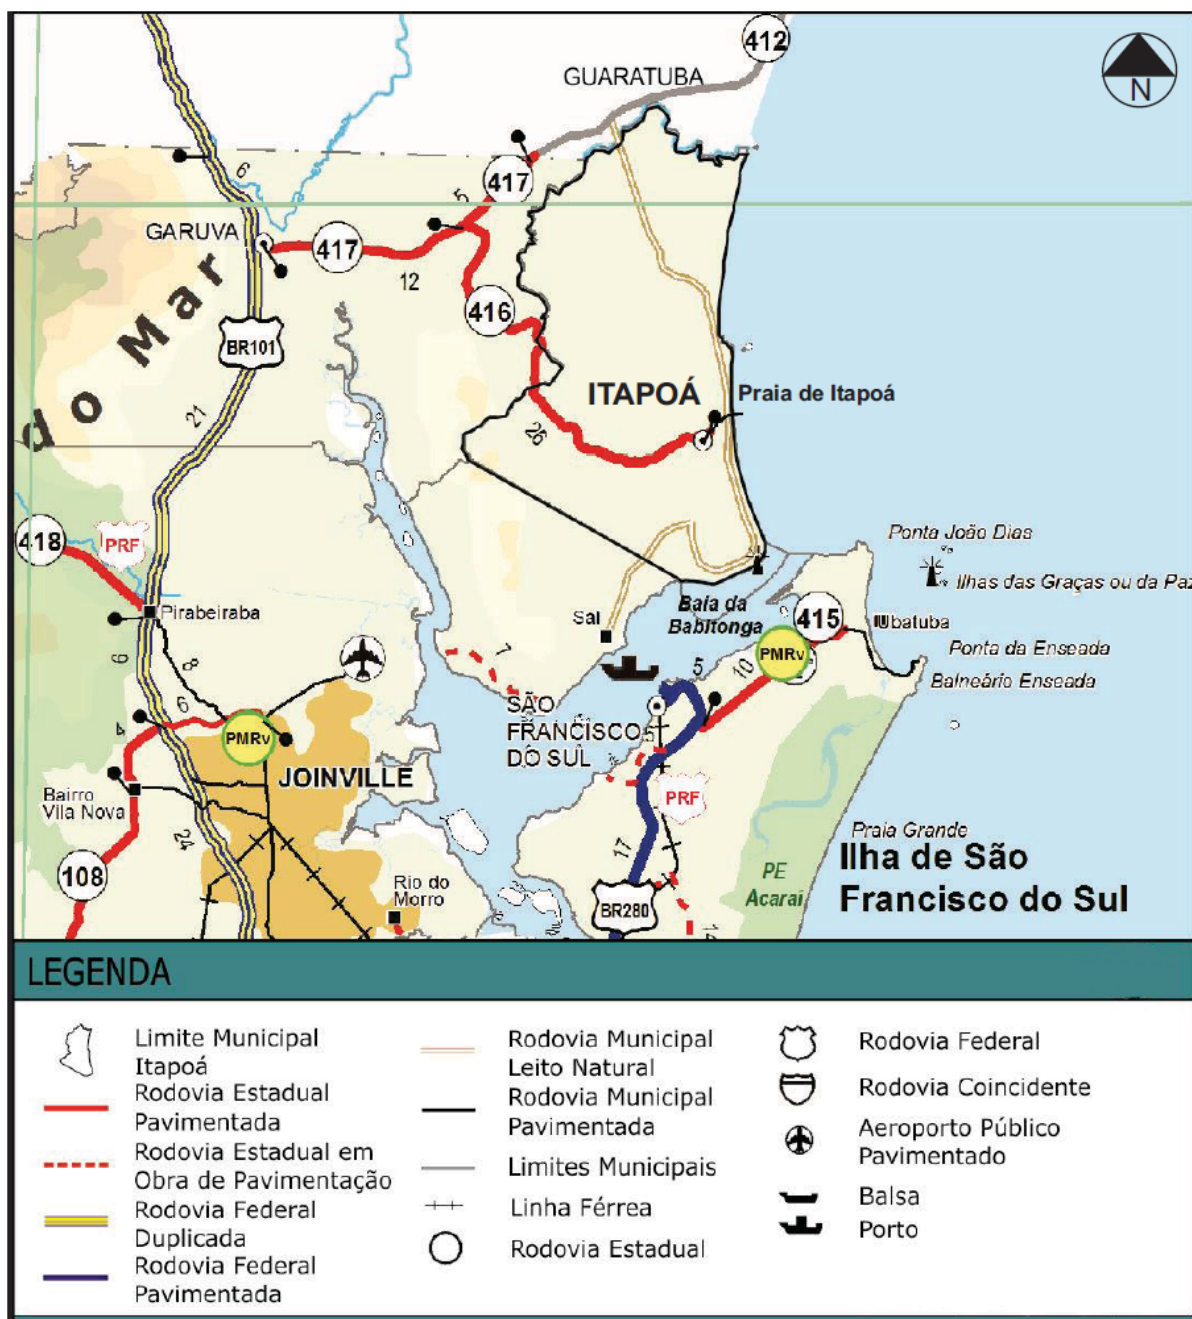 412
GUARATUBA
N
6
417
5
GARUVA
417
12
416
do Mar
BR101
ITAPOÁ
Praia de Itapoá
21
26
418
PRF
Ponta João Dias
Ilhas das Graças ou da Paz
Pirabeiraba
Sai
Baia da
Babitonga
415
Ubatuba
PMRv
Ponta da Enseada
Balneário Enseada
8
7
5
10
6
6
4
SÃO
FRANCISCO
DO SUL
5
PMRv
JOINVILLE
Bairro
Vila Nova
PRF
24
17
Praia Grande
Ilha de São
Francisco do Sul
108
Rio do
Morro
PE
Acarai
BR280
LEGENDA
Limite Municipal
Itapoá
Rodovia Estadual
Pavimentada
Rodovia Estadual em
Obra de Pavimentação
Rodovia Federal
Duplicada
Rodovia Federal
Pavimentada
Rodovia Municipal
Leito Natural
Rodovia Municipal
Pavimentada
Limites Municipais
Linha Férrea
Rodovia Estadual
Rodovia Federal
Rodovia Coincidente
Aeroporto Público
Pavimentado
Balsa
Porto